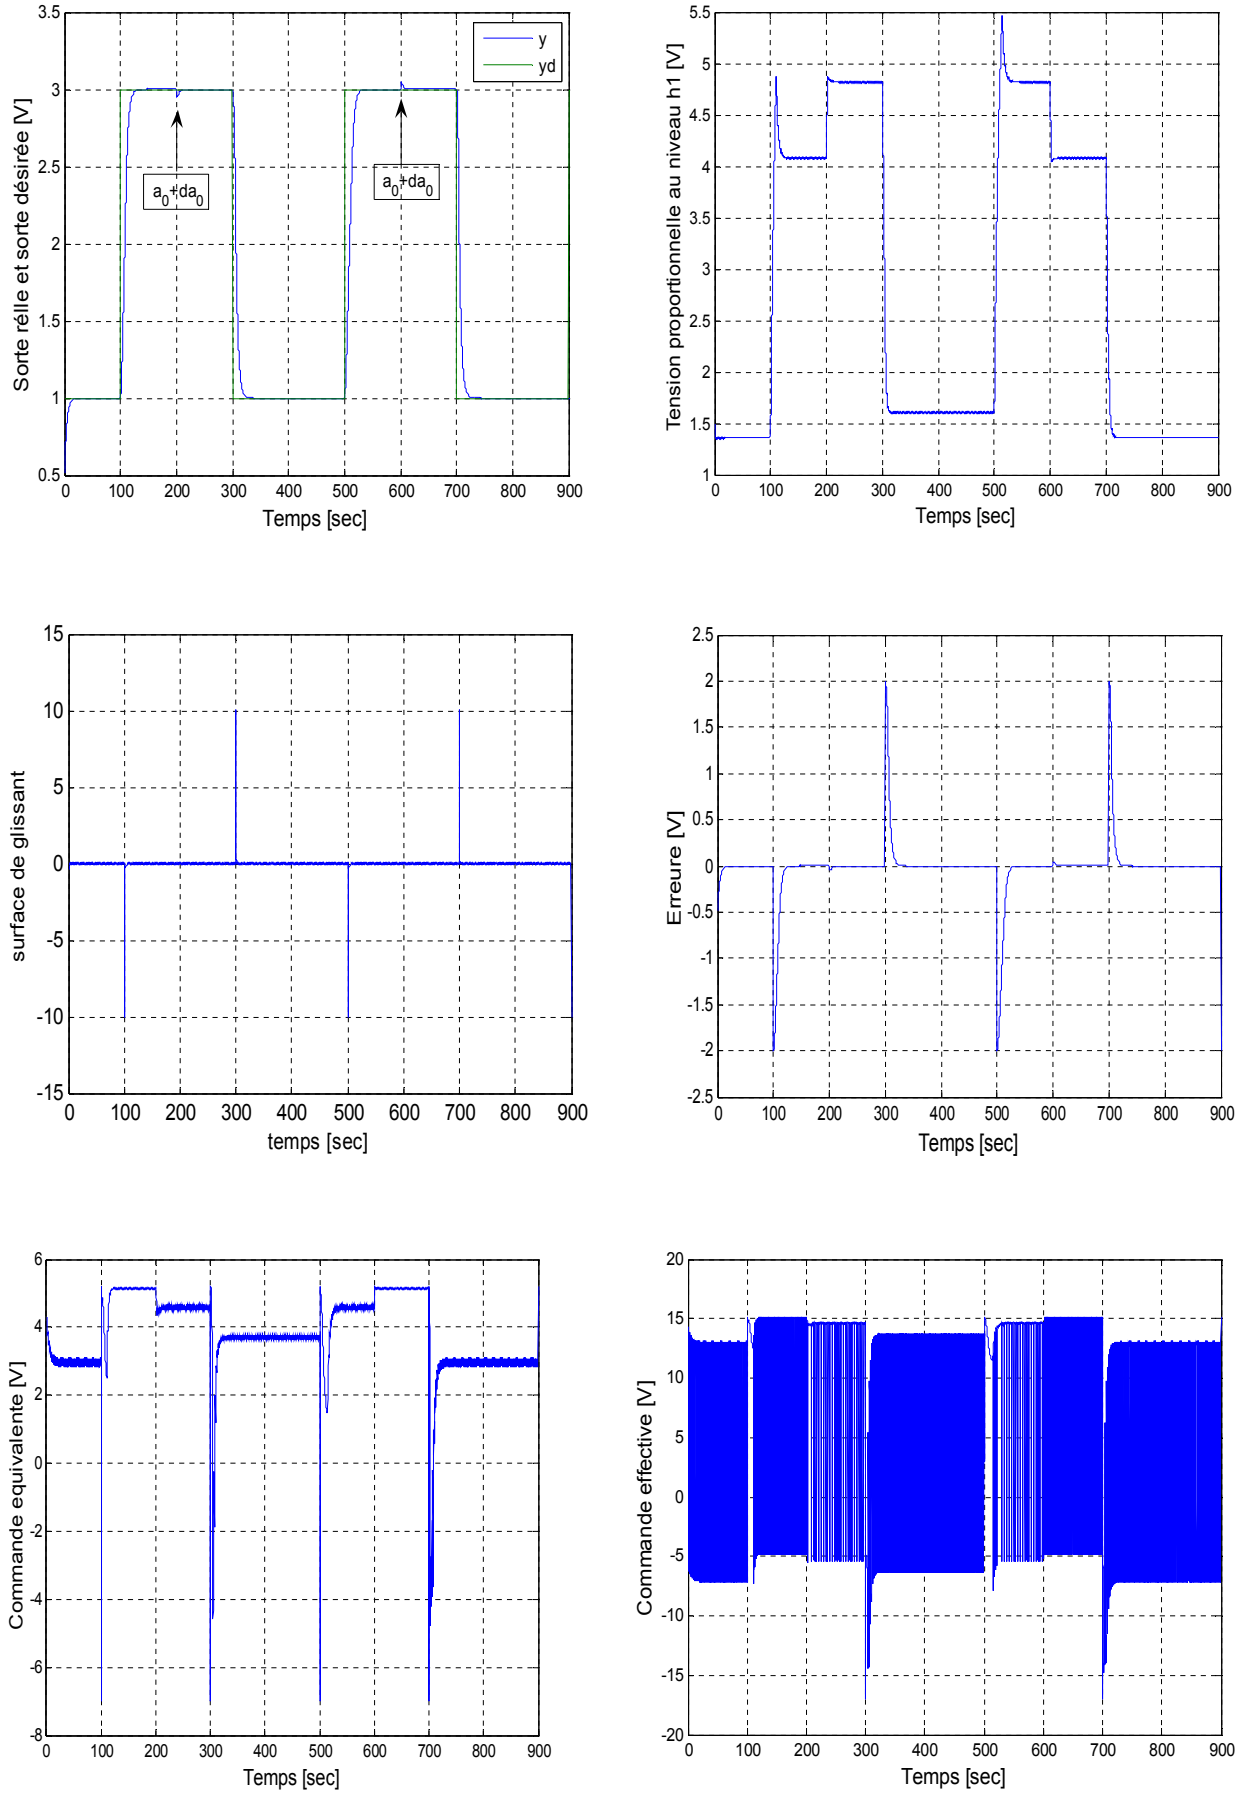 3.5
3
2.5
2
1.5
1
0.5
0 100 200 300 400 500 600 700 800 900
Temps [sec]
Sorte rélle et sorte désirée [V]
y
yd
a0+da0
a0+da0
5.5
5
4.5
4
3.5
3
2.5
2
1.5
1
0 100 200 300 400 500 600 700 800 900
Temps [sec]
Tension proportionnelle au niveau h1 [V]
15
10
5
0
-5
-10
-15
0 100 200 300 400 500 600 700 800 900
temps [sec]
surface de glissant
2.5
2
1.5
1
0.5
0
-0.5
-1
-1.5
-2
-2.5
0 100 200 300 400 500 600 700 800 900
Temps [sec]
Erreure [V]
6
4
2
0
-2
-4
-6
-8
0 100 200 300 400 500 600 700 800 900
Temps [sec]
Commande equivalente [V]
20
15
10
5
0
-5
-10
-15
-20
0 100 200 300 400 500 600 700 800 900
Temps [sec]
Commande effective [V]